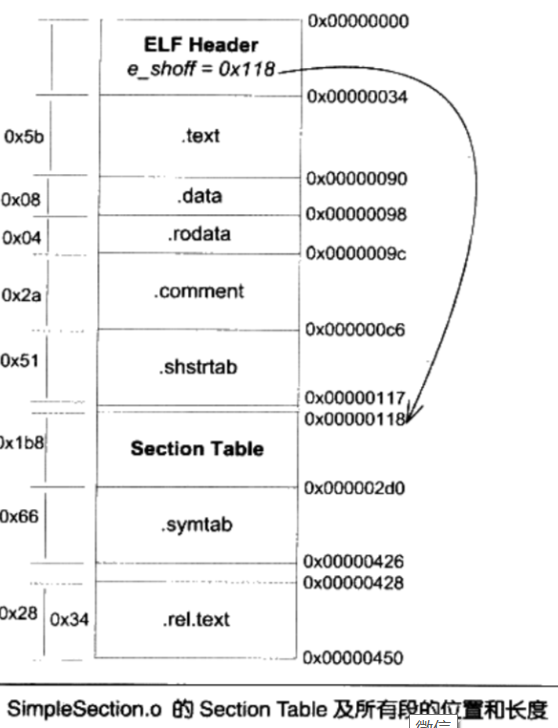 0x00000000
ELF Header
e_shoff = 0x118
0x00000034
0x5b
.text
0x00000090
0x08
.data
0x00000098
0x04
.rodata
0x0000009c
0x2a
.comment
0x000000c6
0x51
.shstrtab
0x00000117
0x00000118
0x1b8
Section Table
0x000002d0
0x66
.symtab
0x00000426
0x00000428
0x28
0x34
.rel.text
0x00000450
SimpleSection.o 的 Section Table 及所有段的位置和长度
微信